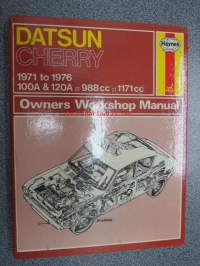 DATSUN
CHERRY
Haynes
1971 to 1976
100A & 120A □ 988cc □ 1171cc
Owners Workshop Manual